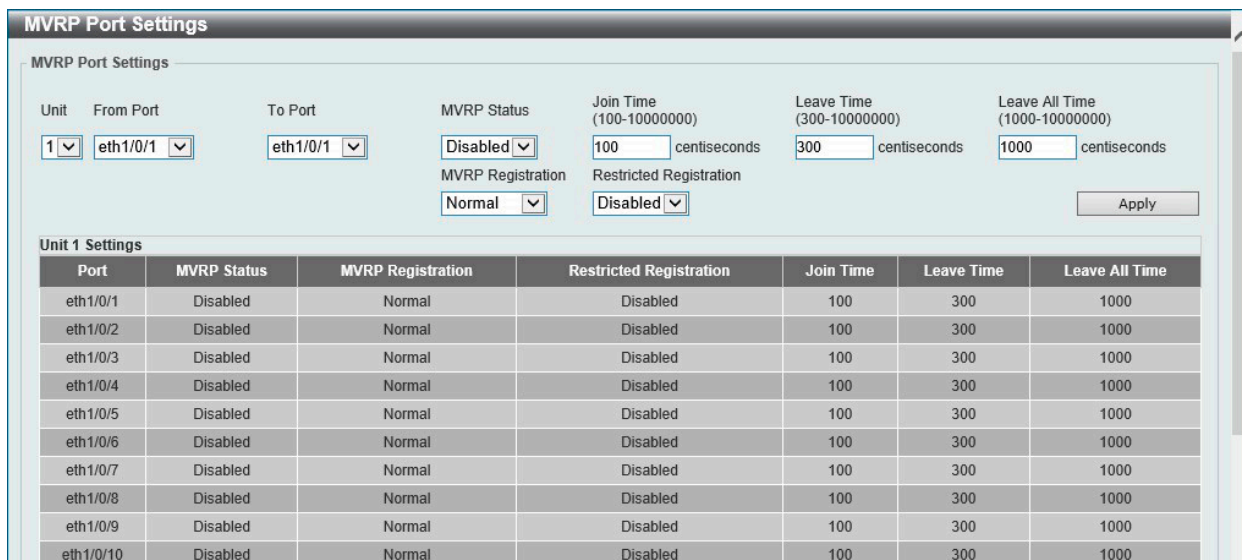 MVRP Port Settings
MVRP Port Settings
Unit From Port To Port MVRP Status Join Time (100-10000000) Leave Time (300-10000000) Leave All Time (1000-10000000)
1 eth1/0/1 eth1/0/1 Disabled 100 centiseconds 300 centiseconds 1000 centiseconds
MVRP Registration Restricted Registration
Normal Disabled Apply
Unit 1 Settings
Port MVRP Status MVRP Registration Restricted Registration Join Time Leave Time Leave All Time
eth1/0/1 Disabled Normal Disabled 100 300 1000
eth1/0/2 Disabled Normal Disabled 100 300 1000
eth1/0/3 Disabled Normal Disabled 100 300 1000
eth1/0/4 Disabled Normal Disabled 100 300 1000
eth1/0/5 Disabled Normal Disabled 100 300 1000
eth1/0/6 Disabled Normal Disabled 100 300 1000
eth1/0/7 Disabled Normal Disabled 100 300 1000
eth1/0/8 Disabled Normal Disabled 100 300 1000
eth1/0/9 Disabled Normal Disabled 100 300 1000
eth1/0/10 Disabled Normal Disabled 100 300 1000